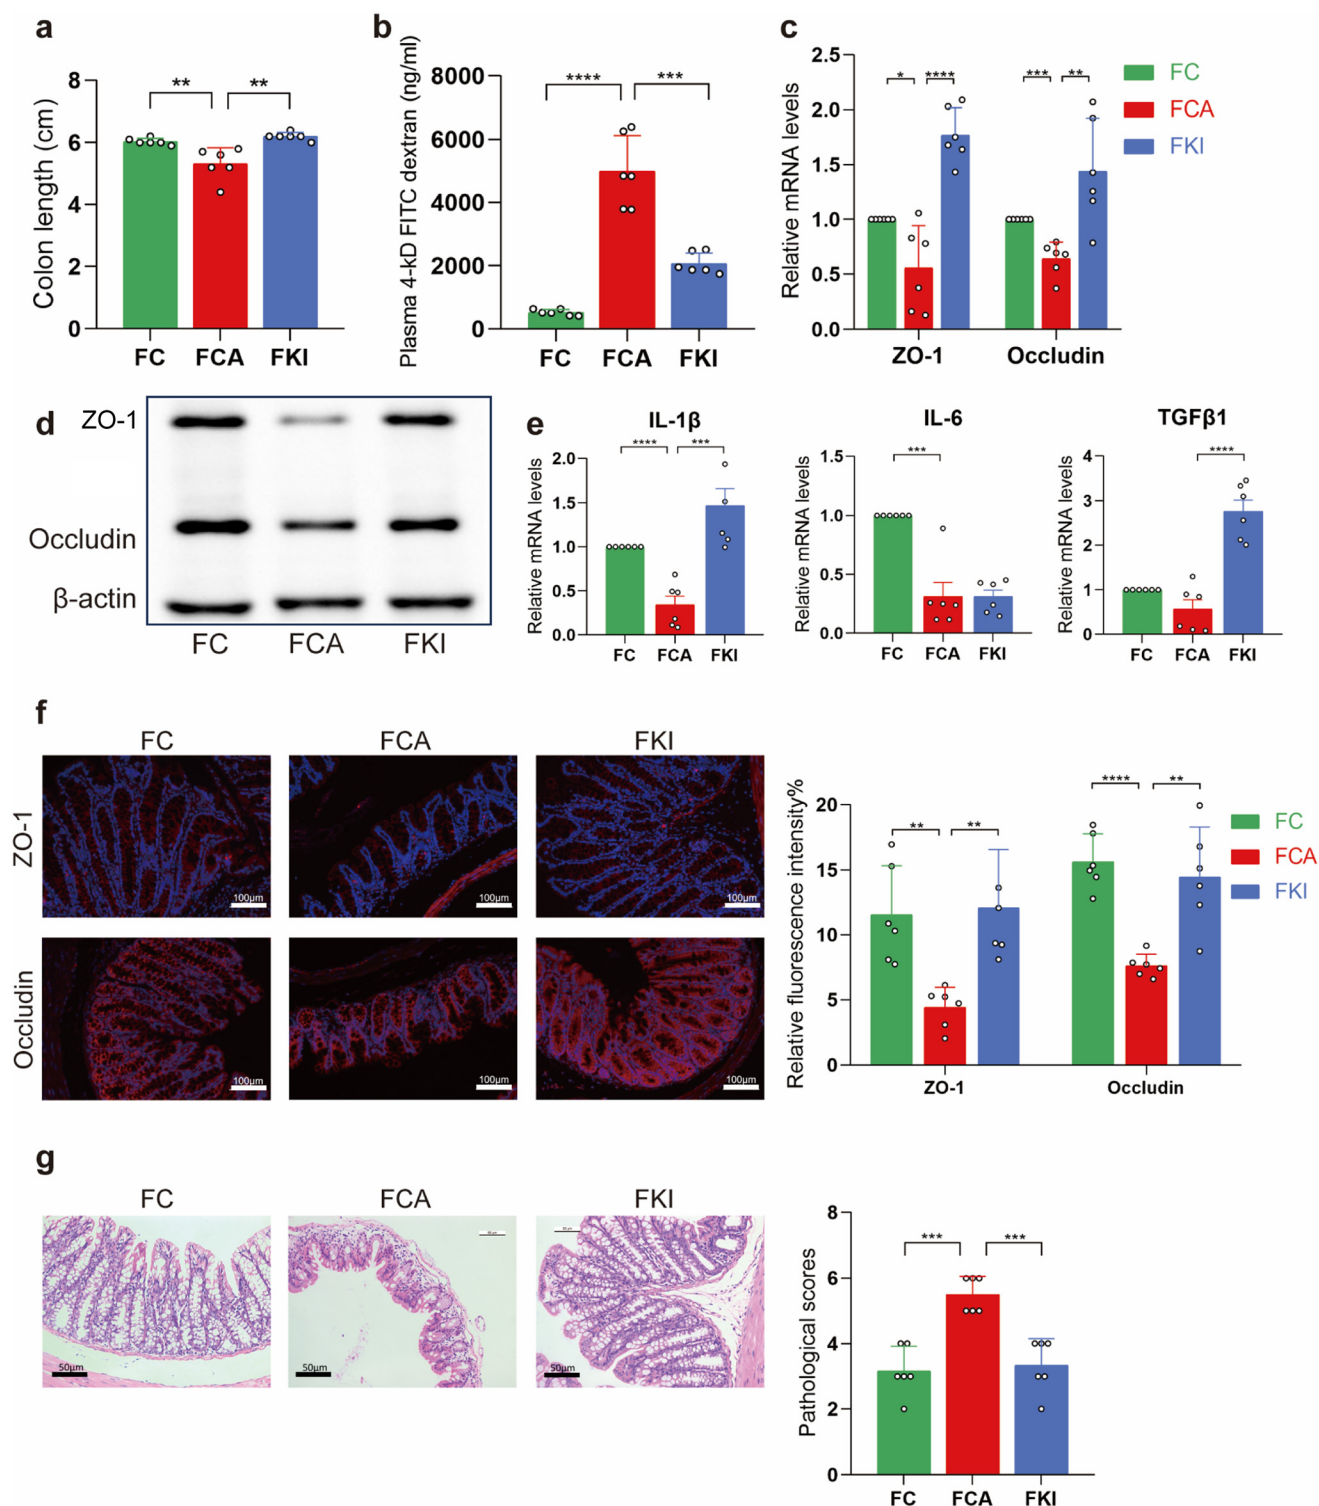 a
Colon length (cm)
8
6
4
2
0
** **
FC FCA FKI
b
Plasma 4-kD FITC dextran (ng/ml)
8000
6000
4000
2000
0
**** ***
FC FCA FKI
c
Relative mRNA levels
2.5
2.0
1.5
1.0
0.5
0.0
* **** *** **
ZO-1 Occludin
FC
FCA
FKI
d
ZO-1
Occludin
β-actin
FC FCA FKI
e
IL-1β
Relative mRNA levels
2.0
1.5
1.0
0.5
0.0
**** ***
FC FCA FKI
IL-6
Relative mRNA levels
1.5
1.0
0.5
0.0
***
FC FCA FKI
TGFβ1
Relative mRNA levels
4
3
2
1
0
****
FC FCA FKI
f
FC FCA FKI
ZO-1
100μm 100μm 100μm
Occludin
100μm 100μm 100μm
Relative fluorescence intensity%
20
15
10
5
0
** ** **** **
ZO-1 Occludin
FC
FCA
FKI
g
FC FCA FKI
50μm 50μm 50μm
Pathological scores
8
6
4
2
0
*** ***
FC FCA FKI